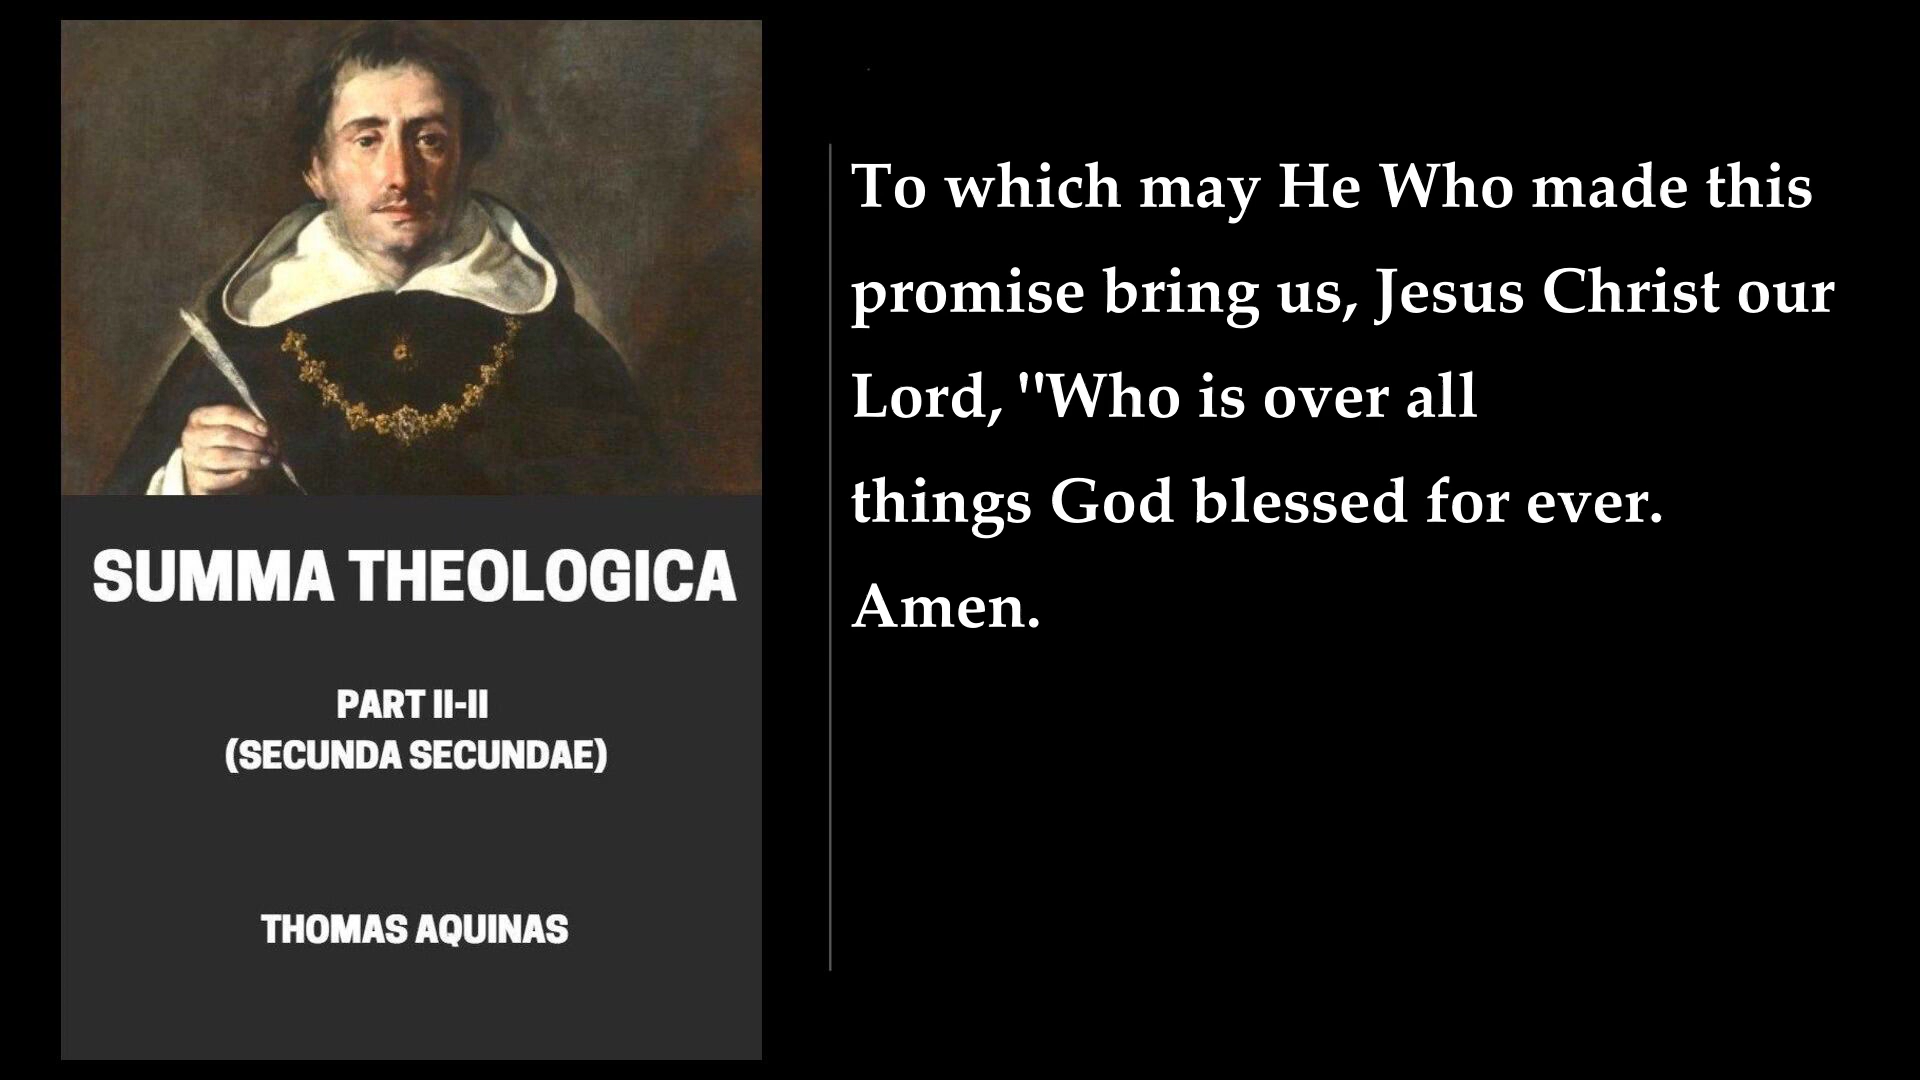 SUMMA THEOLOGICA
PART II-II
(SECUNDA SECUNDAE)
THOMAS AQUINAS
To which may He Who made this
promise bring us, Jesus Christ our
Lord, "Who is over all
things God blessed for ever.
Amen.